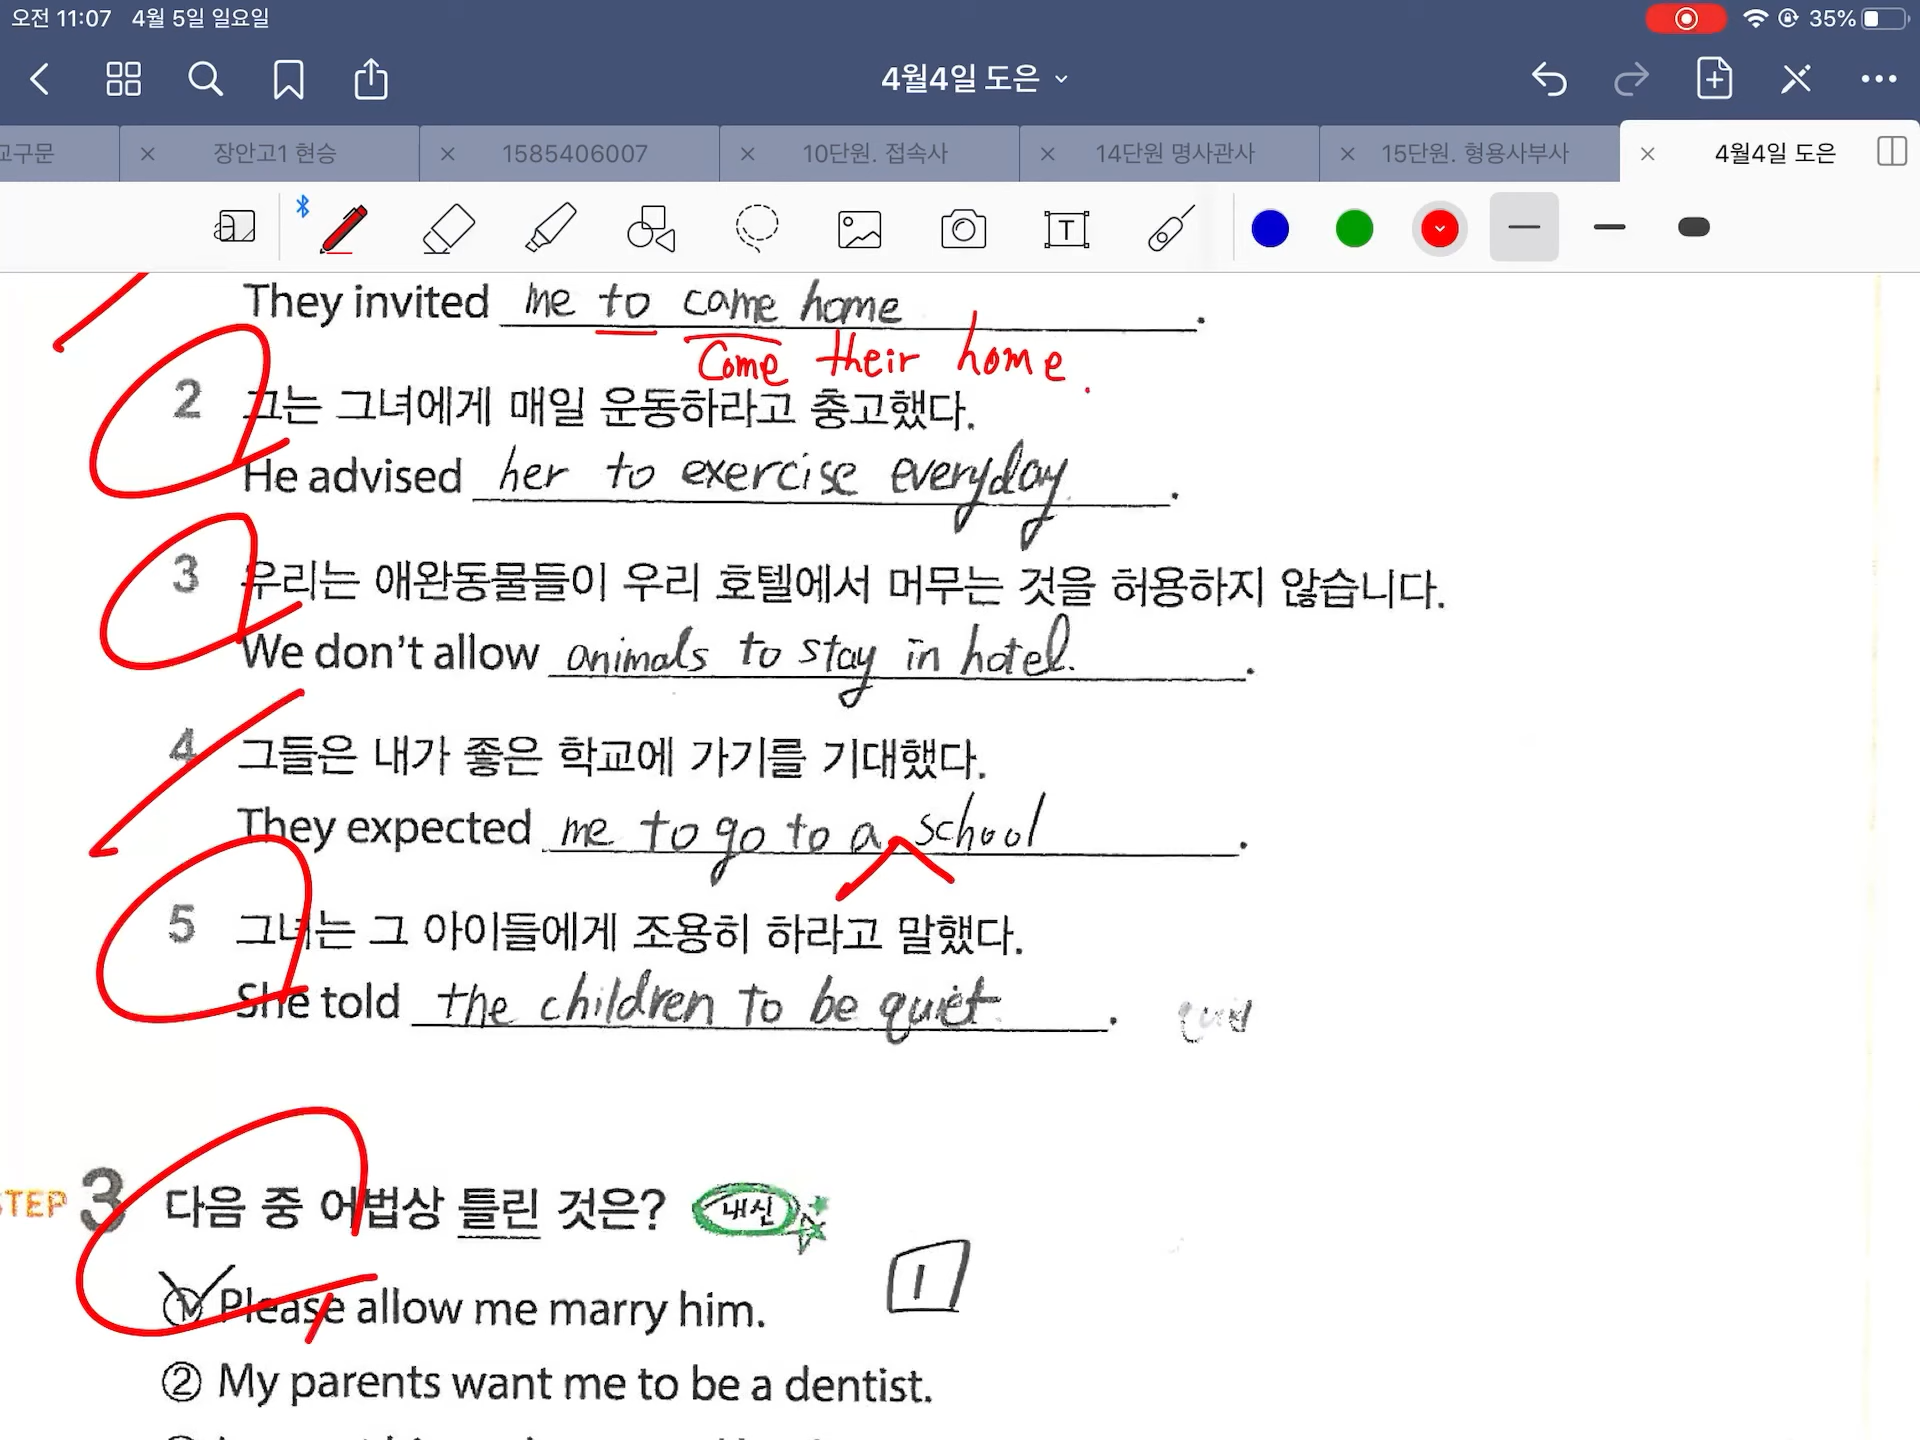 오전 11:07 4월 5일 일요일 35%
4월4일 도은
고구문 장안고1 현승 1585406007 10단원. 접속사 14단원 명사관사 15단원. 형용사부사 4월4일 도은
They invited me to came home .
Come their home.
2 그는 그녀에게 매일 운동하라고 충고했다.
He advised her to exercise everyday .
3 우리는 애완동물들이 우리 호텔에서 머무는 것을 허용하지 않습니다.
We don't allow animals to stay in hotel. .
4 그들은 내가 좋은 학교에 가기를 기대했다.
They expected me to go to a school .
5 그녀는 그 아이들에게 조용히 하라고 말했다.
She told the children to be quiet .
STEP 3 다음 중 어법상 틀린 것은? 내신
1
① Please allow me marry him.
② My parents want me to be a dentist.